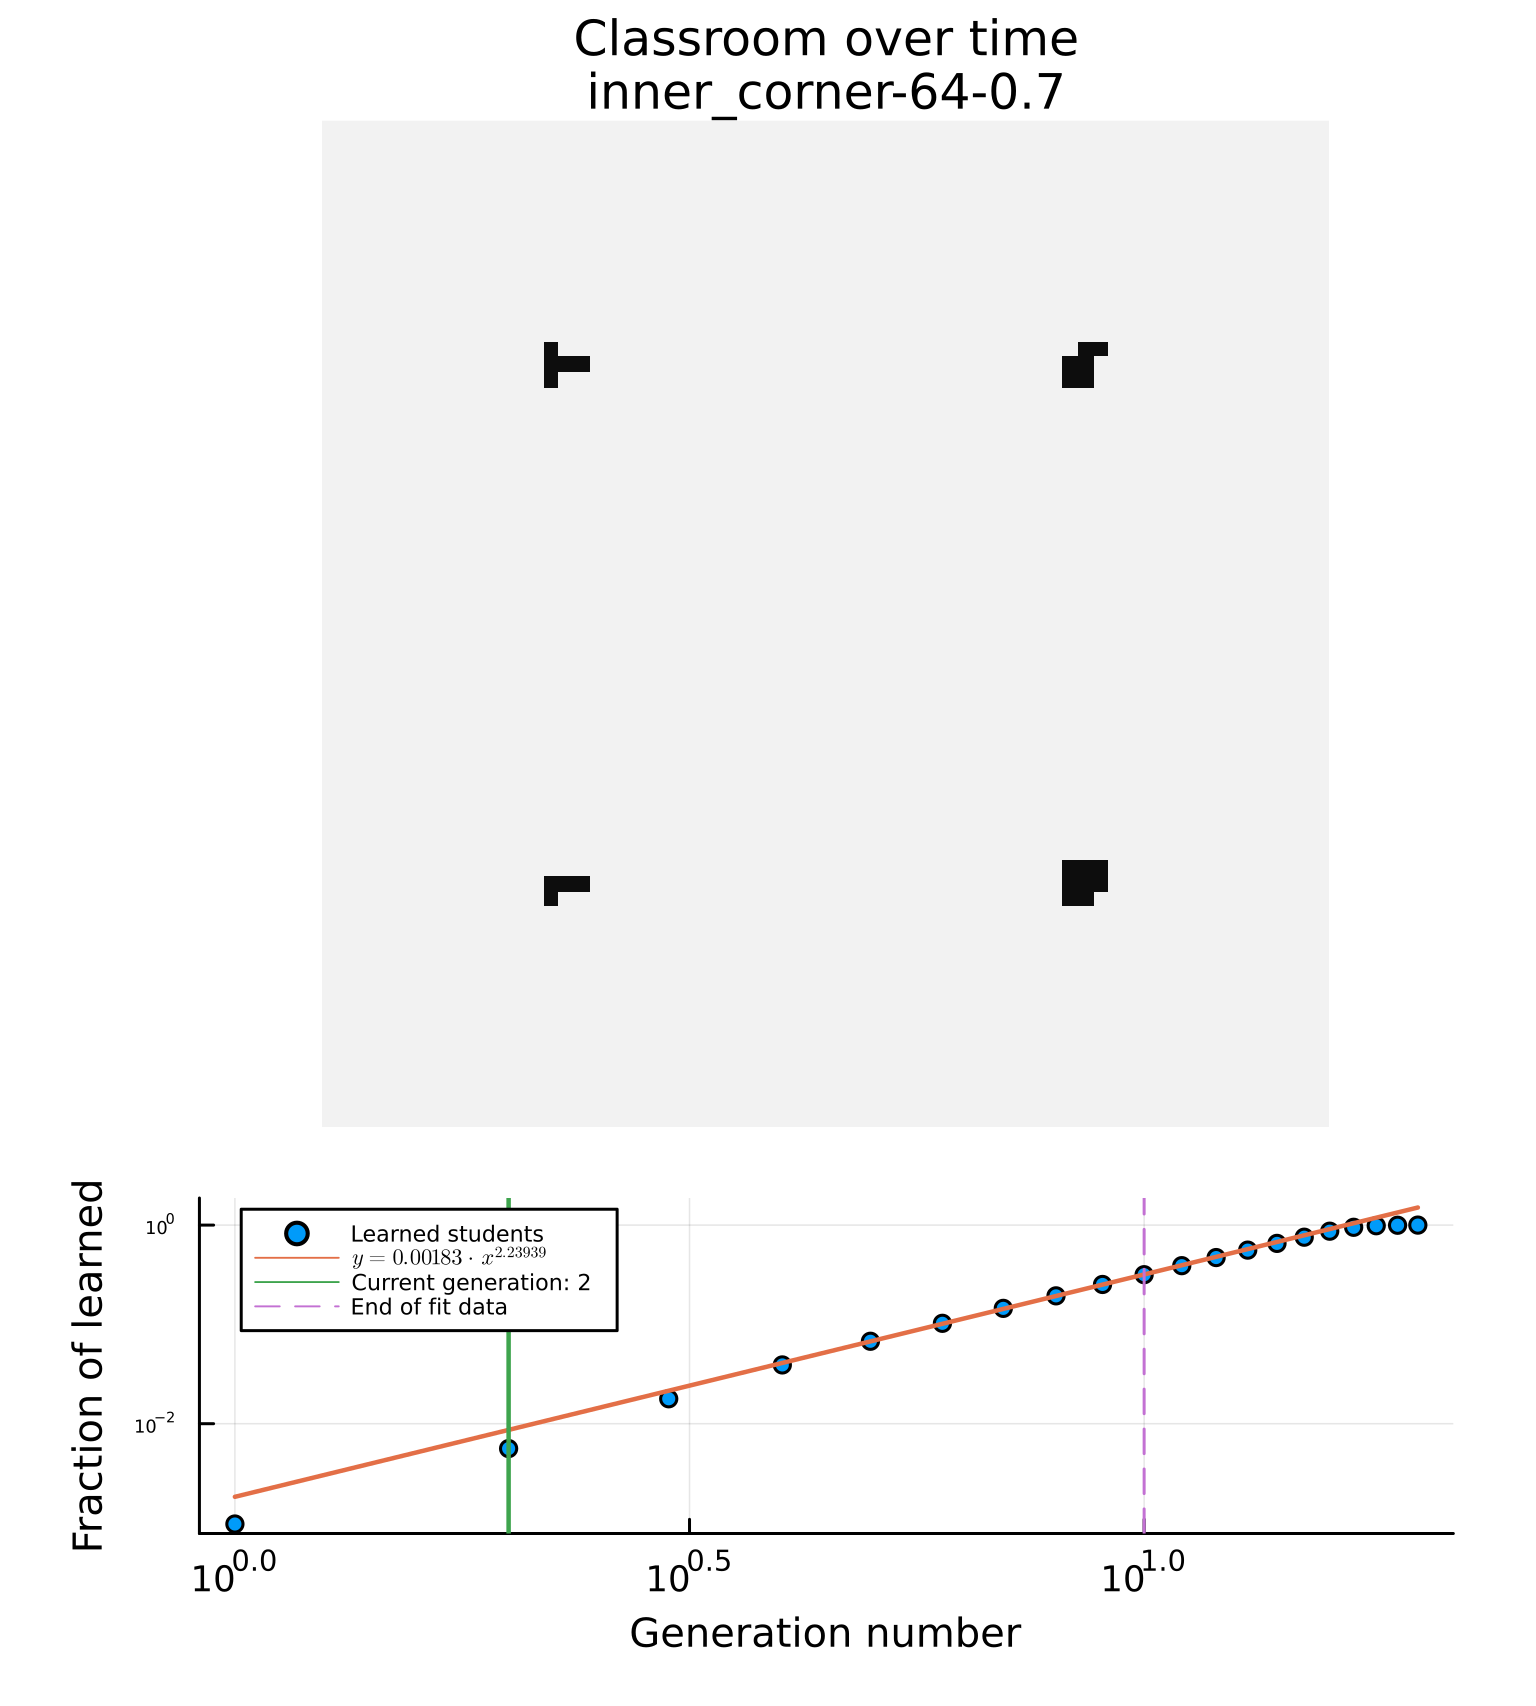 Classroom over time
inner_corner-64-0.7
Fraction of learned
10^0
10^-2
Learned students
y = 0.00183 · x^2.23939
Current generation: 2
End of fit data
10^0.0
10^0.5
10^1.0
Generation number